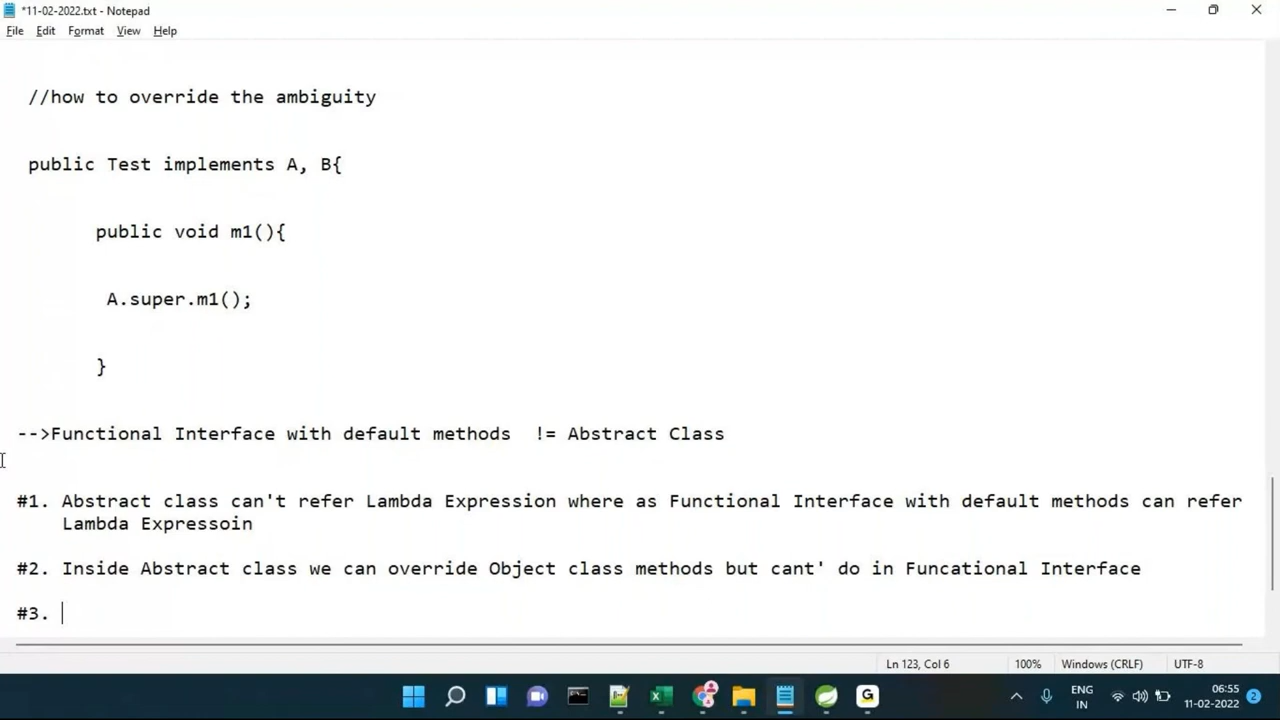 *11-02-2022.txt - Notepad
File Edit Format View Help
//how to override the ambiguity
public Test implements A, B{
public void m1(){
A.super.m1();
}
-->Functional Interface with default methods  != Abstract Class
#1. Abstract class can't refer Lambda Expression where as Functional Interface with default methods can refer
Lambda Expressoin
#2. Inside Abstract class we can override Object class methods but cant' do in Funcational Interface
#3.
Ln 123, Col 6 100% Windows (CRLF) UTF-8
ENG 06:55
IN 11-02-2022 2
G